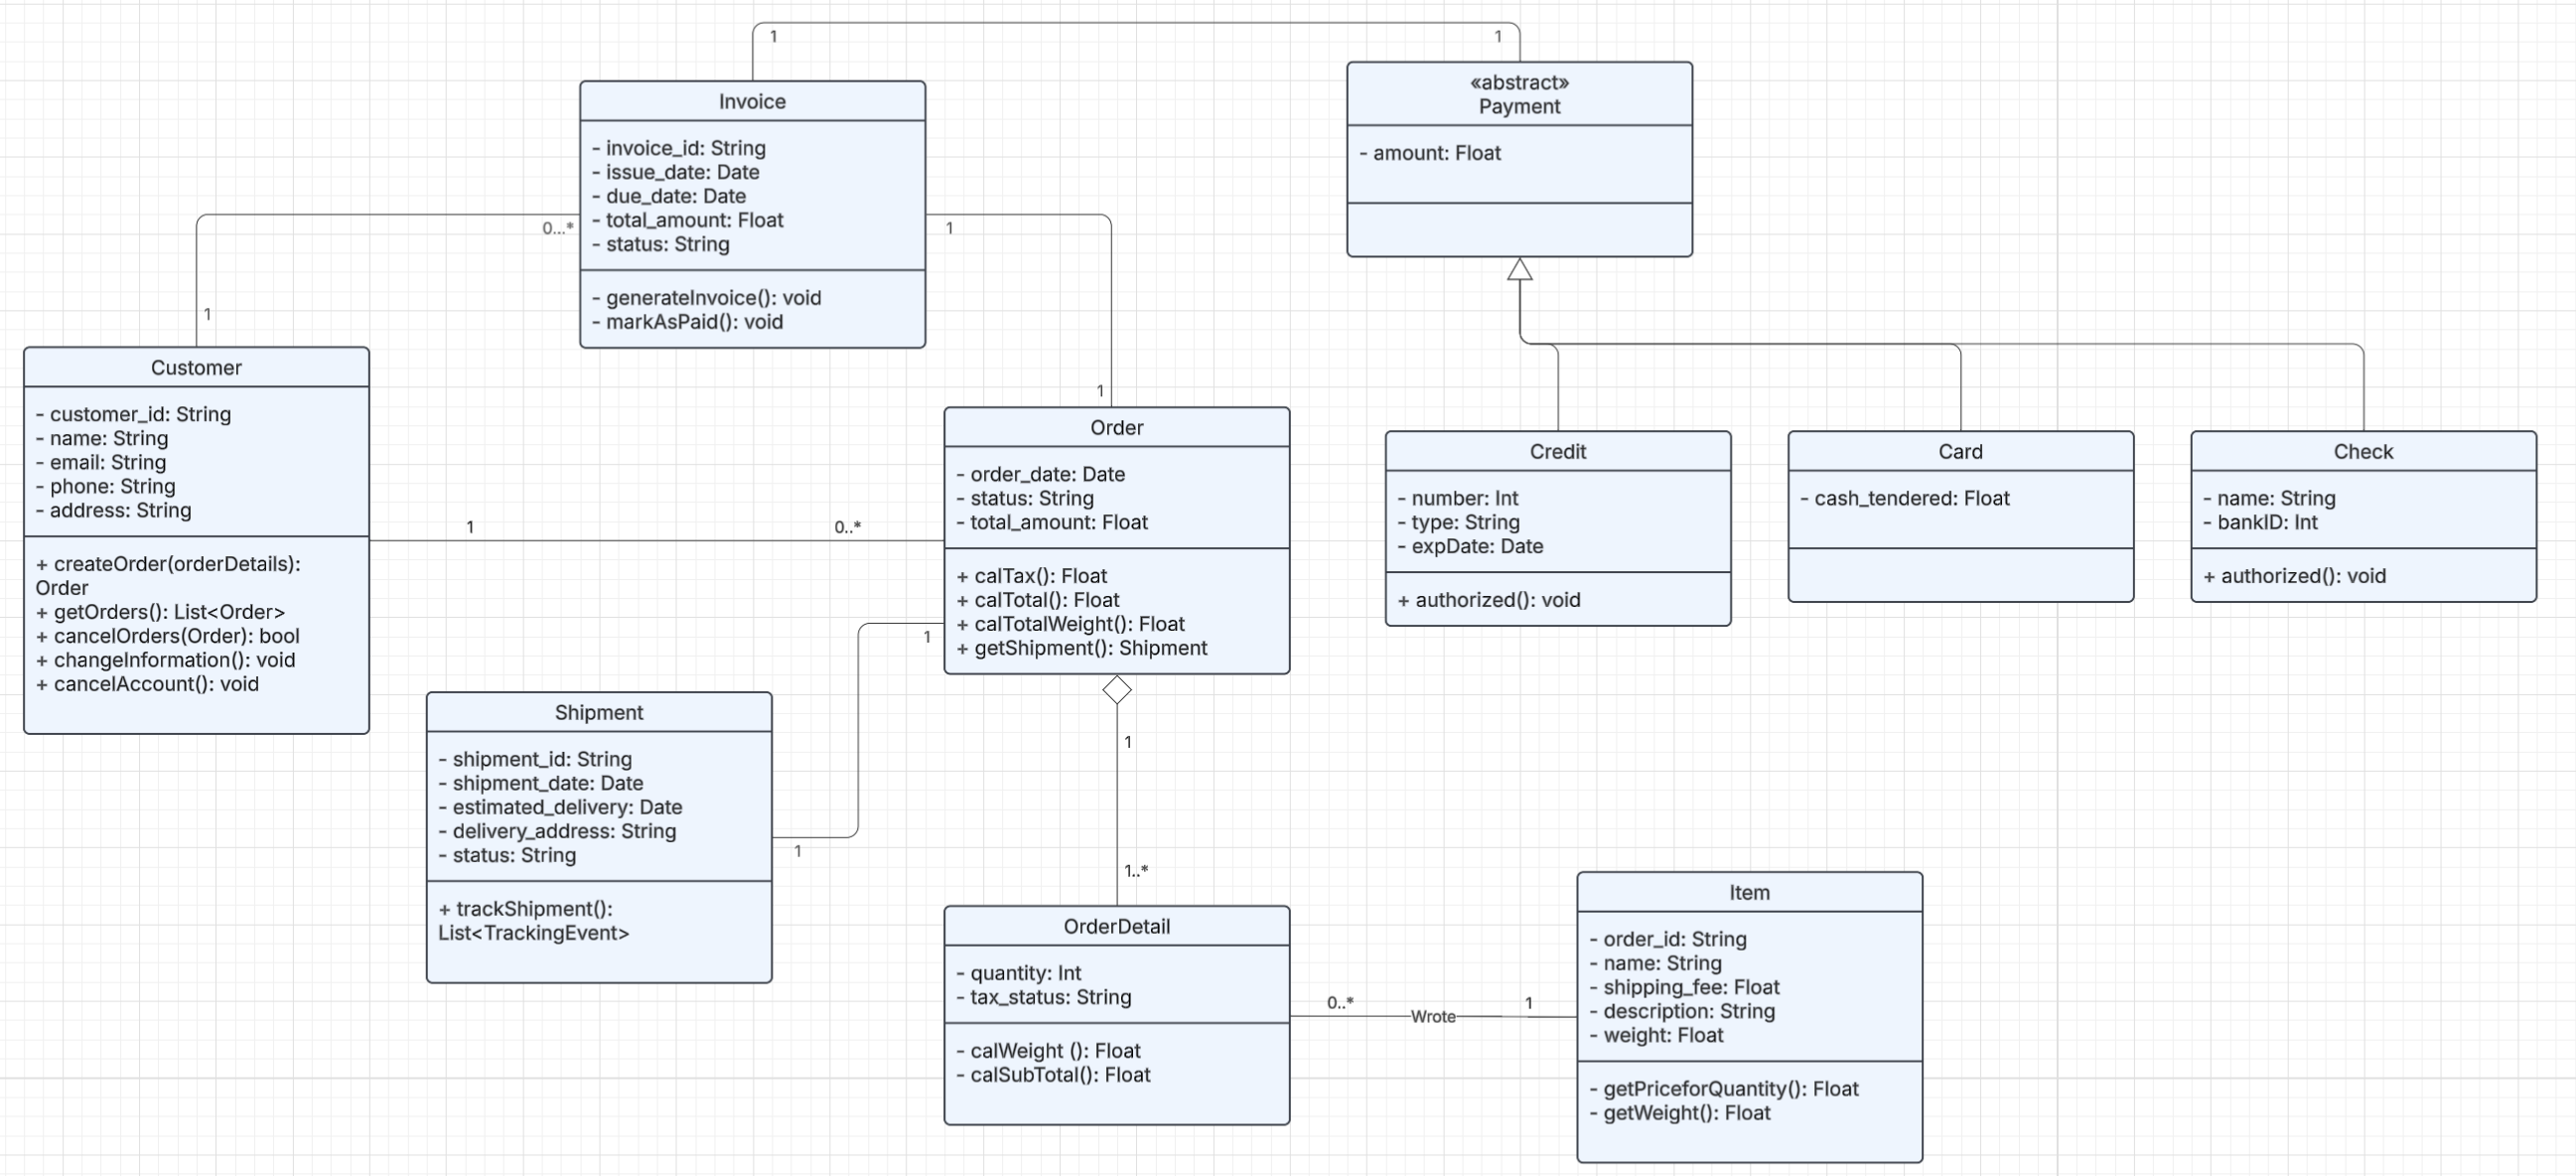 1
1
Invoice
- invoice_id: String
- issue_date: Date
- due_date: Date
- total_amount: Float
- status: String
- generateInvoice(): void
- markAsPaid(): void
«abstract»
Payment
- amount: Float
0...*
1
1
1
Customer
- customer_id: String
- name: String
- email: String
- phone: String
- address: String
+ createOrder(orderDetails):
Order
+ getOrders(): List<Order>
+ cancelOrders(Order): bool
+ changeInformation(): void
+ cancelAccount(): void
1
0..*
Order
- order_date: Date
- status: String
- total_amount: Float
+ calTax(): Float
+ calTotal(): Float
+ calTotalWeight(): Float
+ getShipment(): Shipment
Credit
- number: Int
- type: String
- expDate: Date
+ authorized(): void
Card
- cash_tendered: Float
Check
- name: String
- bankID: Int
+ authorized(): void
1
1
Shipment
- shipment_id: String
- shipment_date: Date
- estimated_delivery: Date
- delivery_address: String
- status: String
+ trackShipment():
List<TrackingEvent>
1
1..*
OrderDetail
- quantity: Int
- tax_status: String
- calWeight (): Float
- calSubTotal(): Float
0..*
Wrote
1
Item
- order_id: String
- name: String
- shipping_fee: Float
- description: String
- weight: Float
- getPriceforQuantity(): Float
- getWeight(): Float